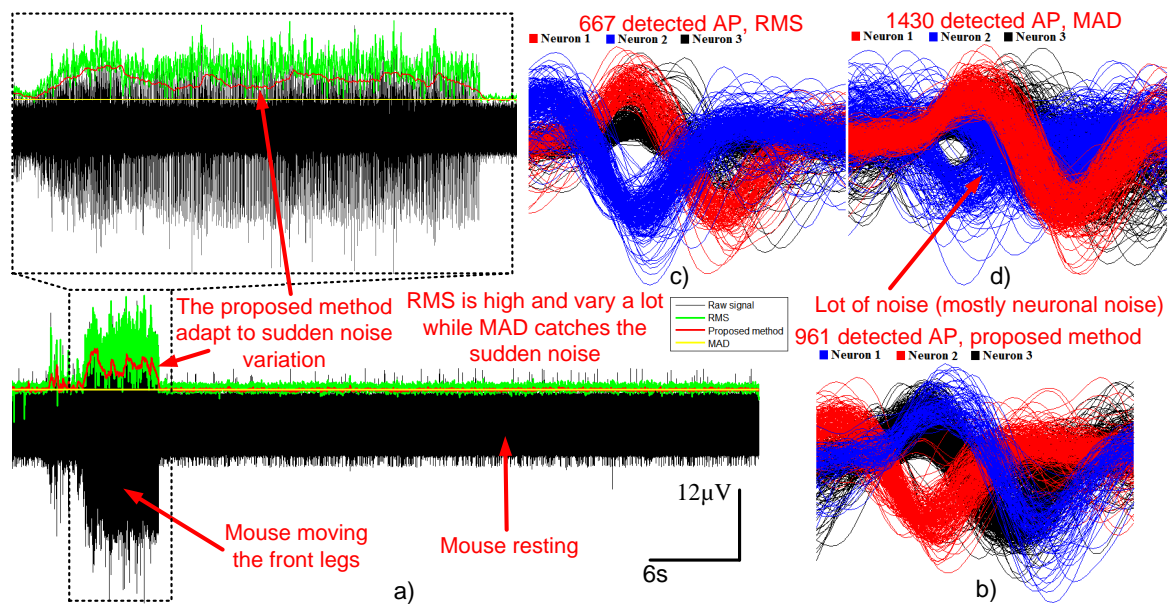 667 detected AP, RMS
Neuron 1 Neuron 2 Neuron 3
c)
1430 detected AP, MAD
Neuron 1 Neuron 2 Neuron 3
d)
Lot of noise (mostly neuronal noise)
The proposed method
adapt to sudden noise
variation
RMS is high and vary a lot
while MAD catches the
sudden noise
Raw signal
RMS
Proposed method
MAD
961 detected AP, proposed method
Neuron 1 Neuron 2 Neuron 3
b)
Mouse moving
the front legs
Mouse resting
12µV
6s
a)